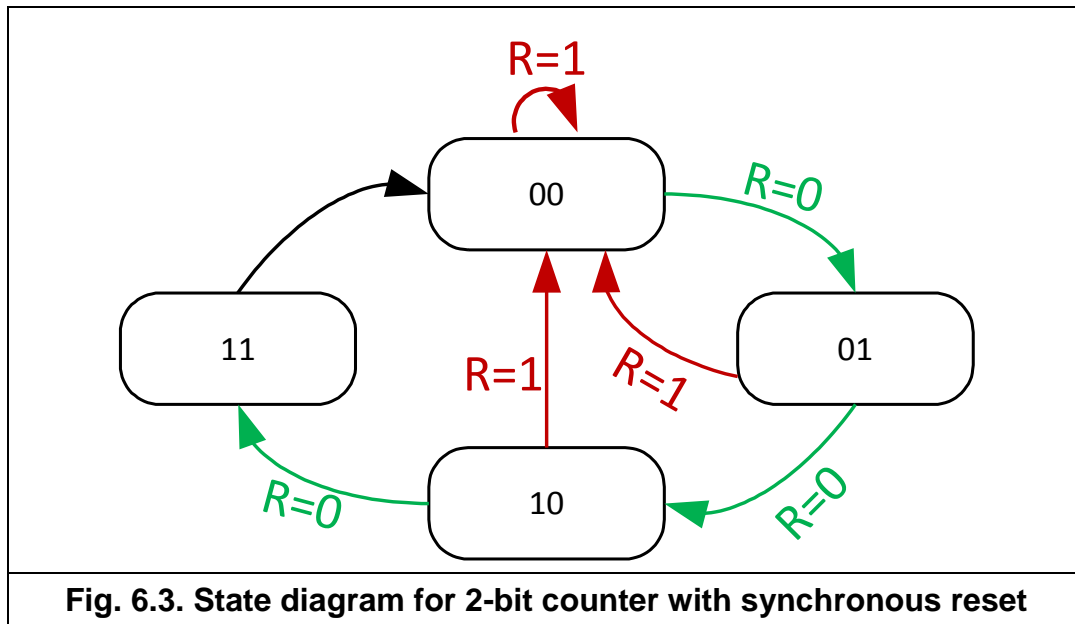 R=1
00
R=0
11
01
R=1
R=1
10
R=0
R=0
Fig. 6.3. State diagram for 2-bit counter with synchronous reset